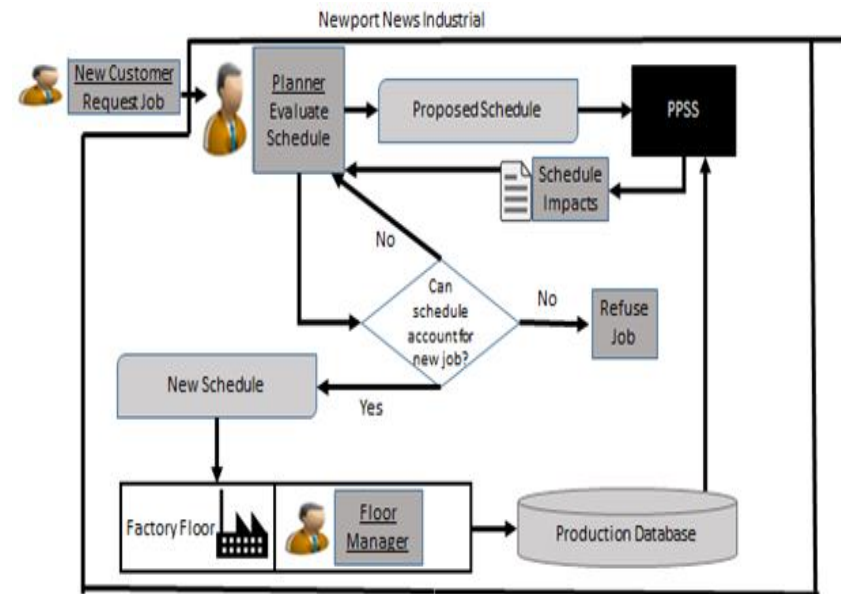 Newport News Industrial
New Customer
Request Job
Planner
Evaluate
Schedule
Proposed Schedule
PPSS
Schedule
Impacts
No
Can
schedule
account for
new job?
No
Refuse
Job
New Schedule
Yes
Factory Floor
Floor
Manager
Production Database